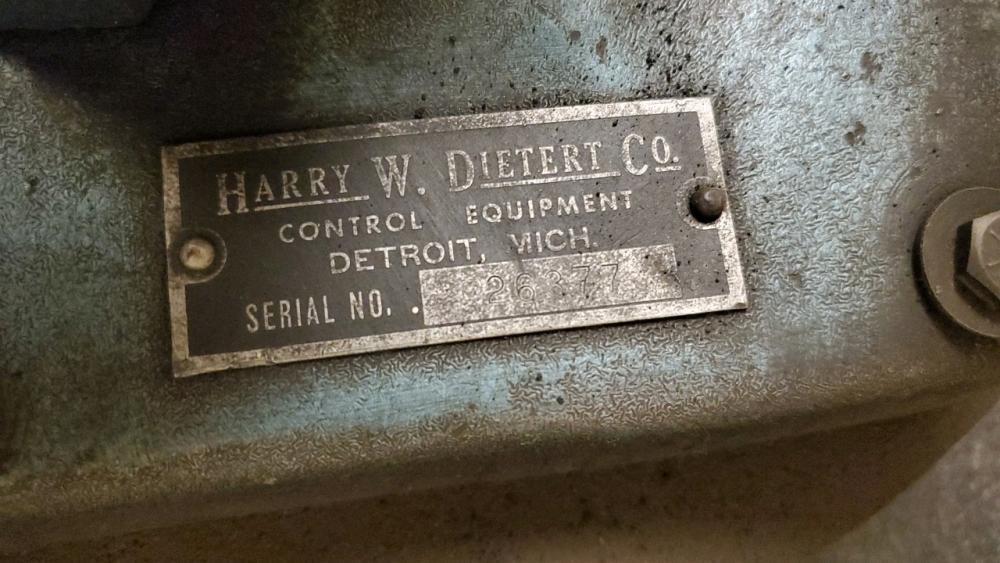 HARRY W. DIETERT CO.
CONTROL EQUIPMENT
DETROIT, MICH.
SERIAL NO. . 26377